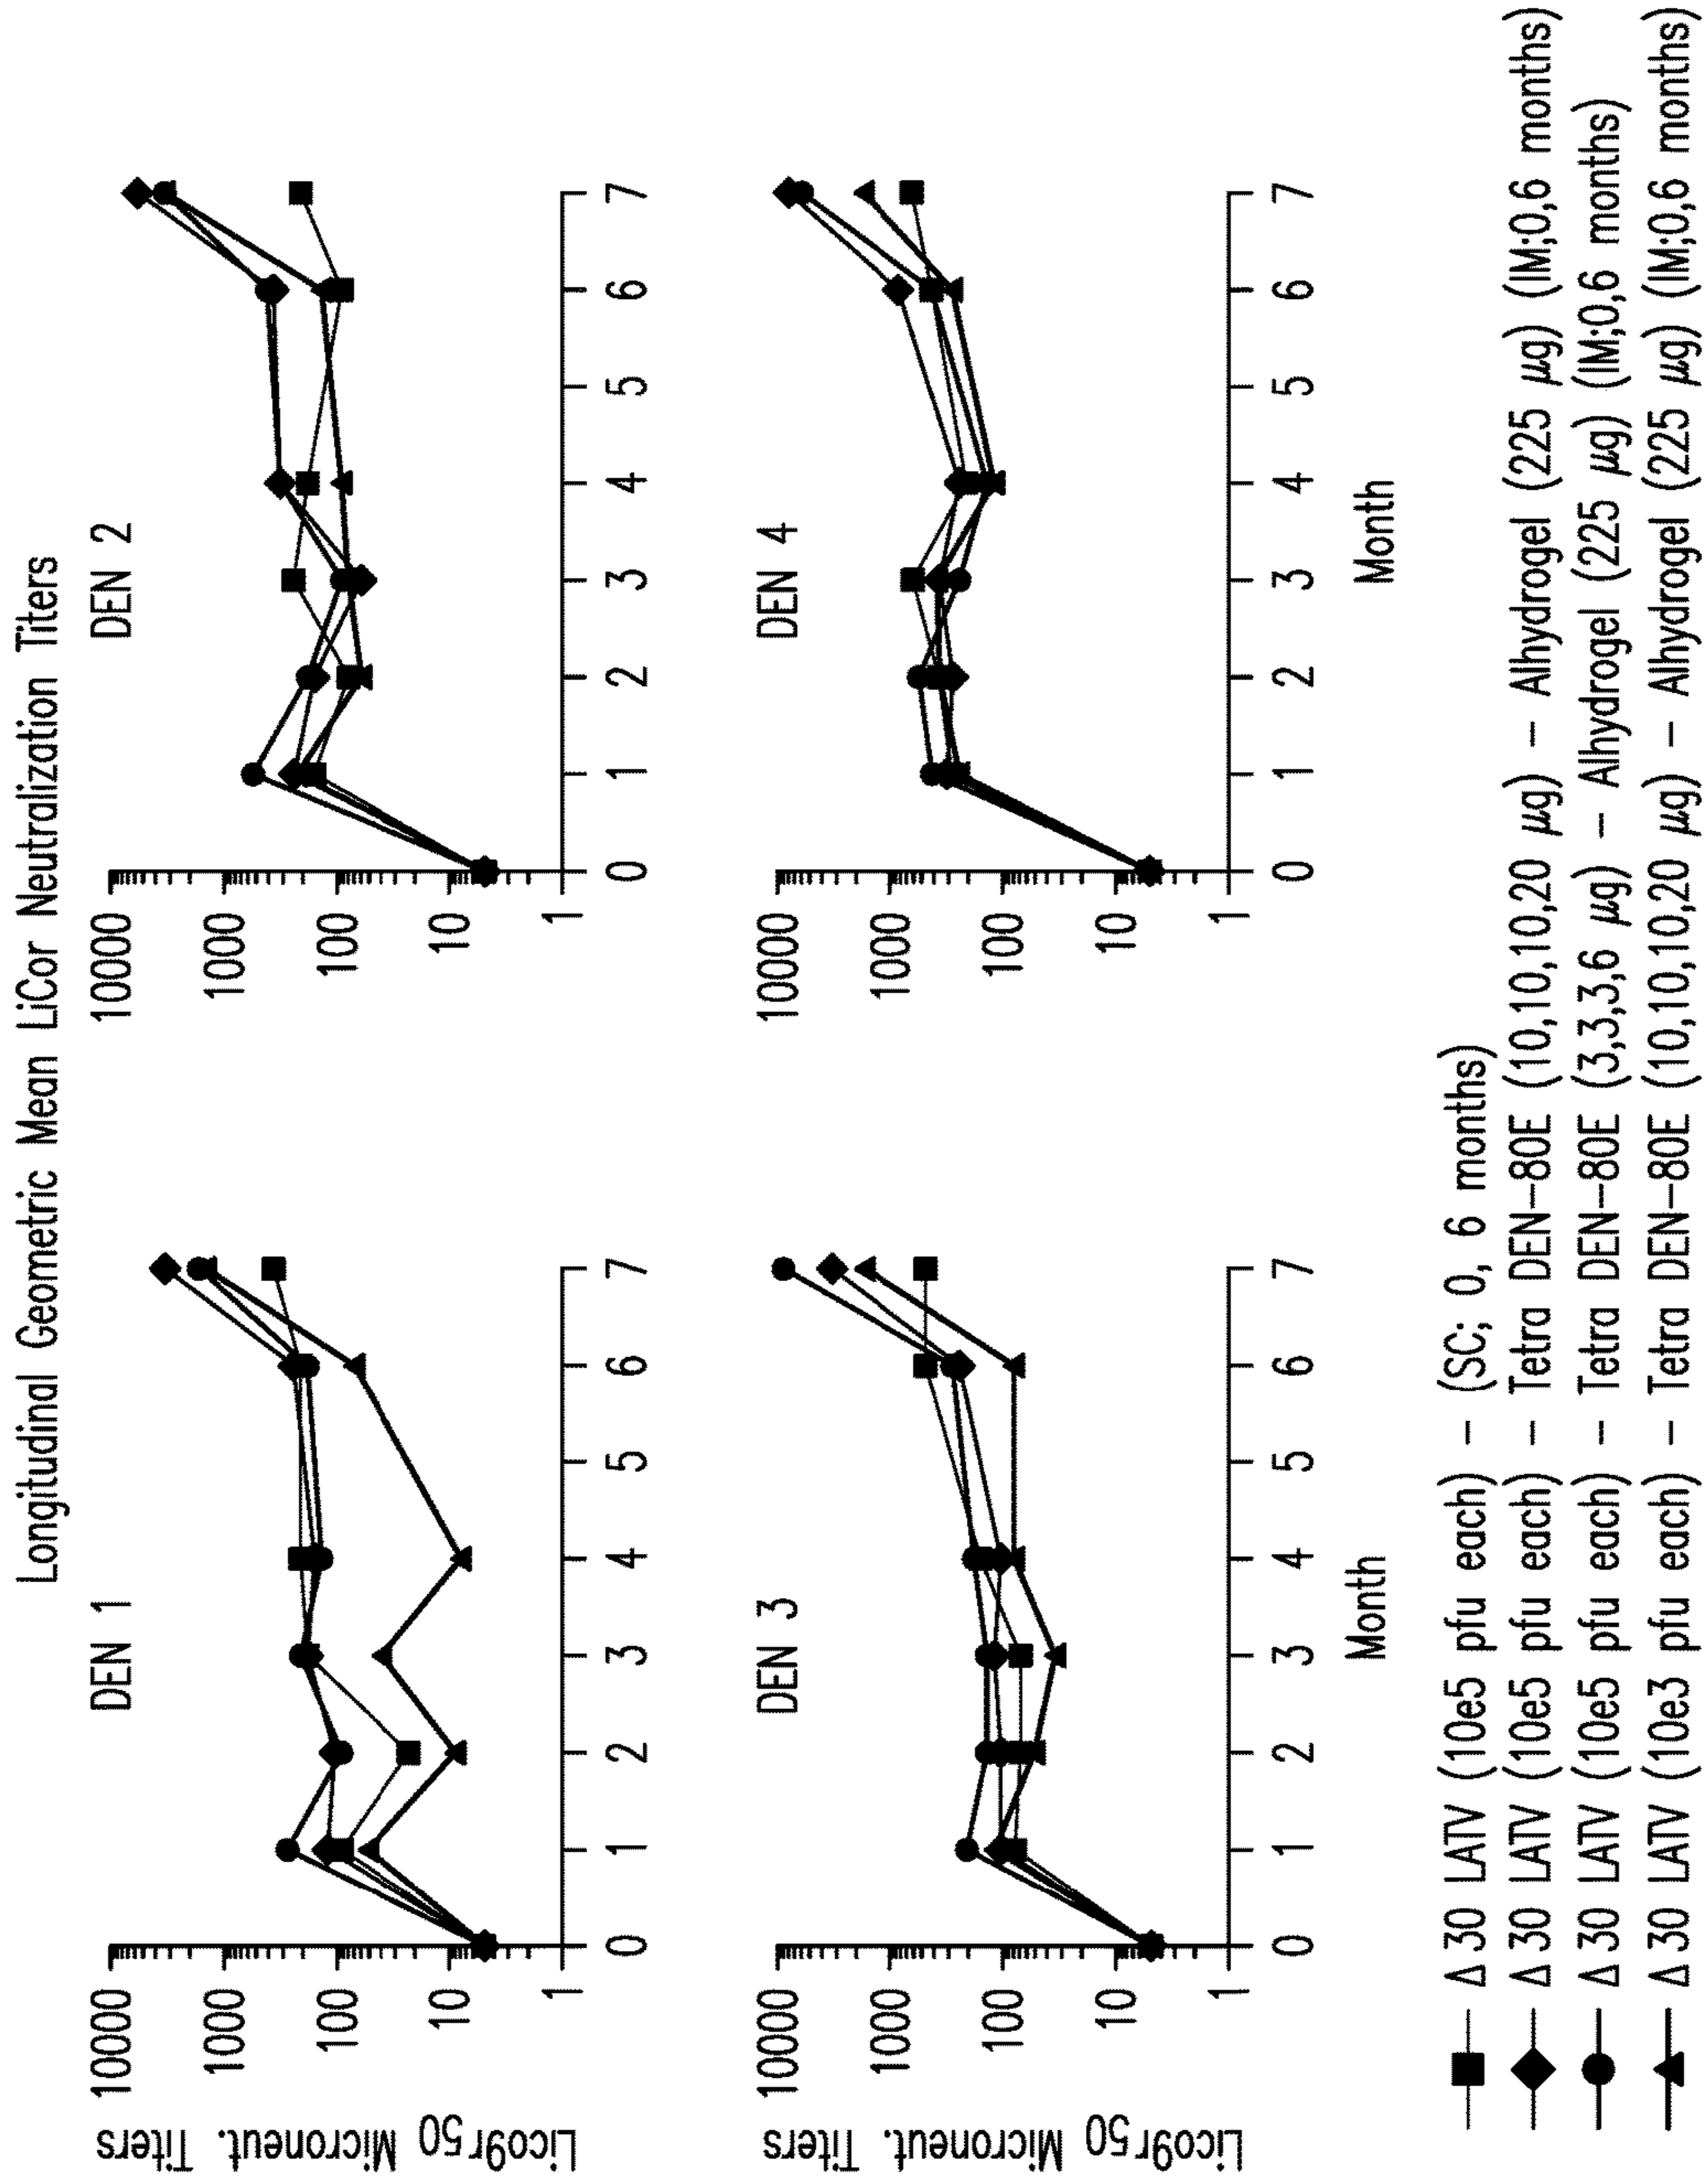 Longitudinal Geometric Mean LiCor Neutralization Titers
DEN 1
Lico9r50 Microneut. Titers
10000
1000
100
10
1
0 1 2 3 4 5 6 7
DEN 2
10000
1000
100
10
1
0 1 2 3 4 5 6 7
DEN 3
Lico9r50 Microneut. Titers
10000
1000
100
10
1
0 1 2 3 4 5 6 7
Month
DEN 4
10000
1000
100
10
1
0 1 2 3 4 5 6 7
Month
Δ 30 LATV (10e5 pfu each) – (SC; 0, 6 months)
Δ 30 LATV (10e5 pfu each) – Tetra DEN–80E (10,10,10,20 μg) – Alhydrogel (225 μg) (IM;0,6 months)
Δ 30 LATV (10e5 pfu each) – Tetra DEN–80E (3,3,3,6 μg) – Alhydrogel (225 μg) (IM;0,6 months)
Δ 30 LATV (10e3 pfu each) – Tetra DEN–80E (10,10,10,20 μg) – Alhydrogel (225 μg) (IM;0,6 months)